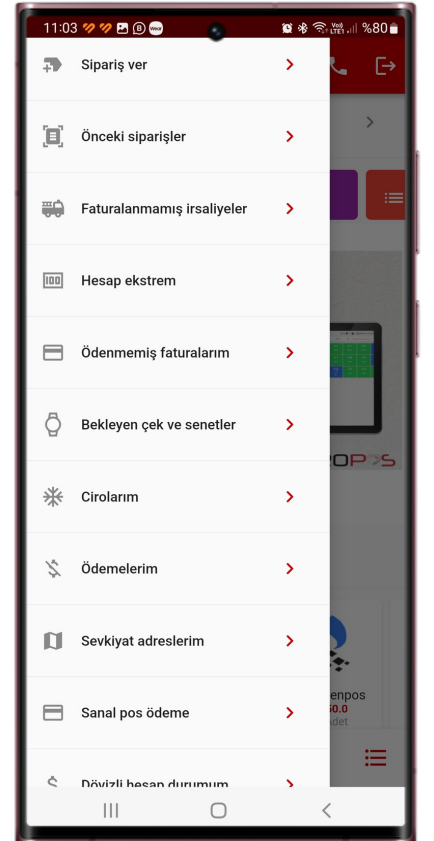 11:03
%80
Sipariş ver
Önceki siparişler
Faturalanmamış irsaliyeler
Hesap ekstrem
Ödenmemiş faturalarım
Bekleyen çek ve senetler
Cirolarım
Ödemelerim
Sevkiyat adreslerim
enpos
Sanal pos ödeme
Dövizli hesap durumum